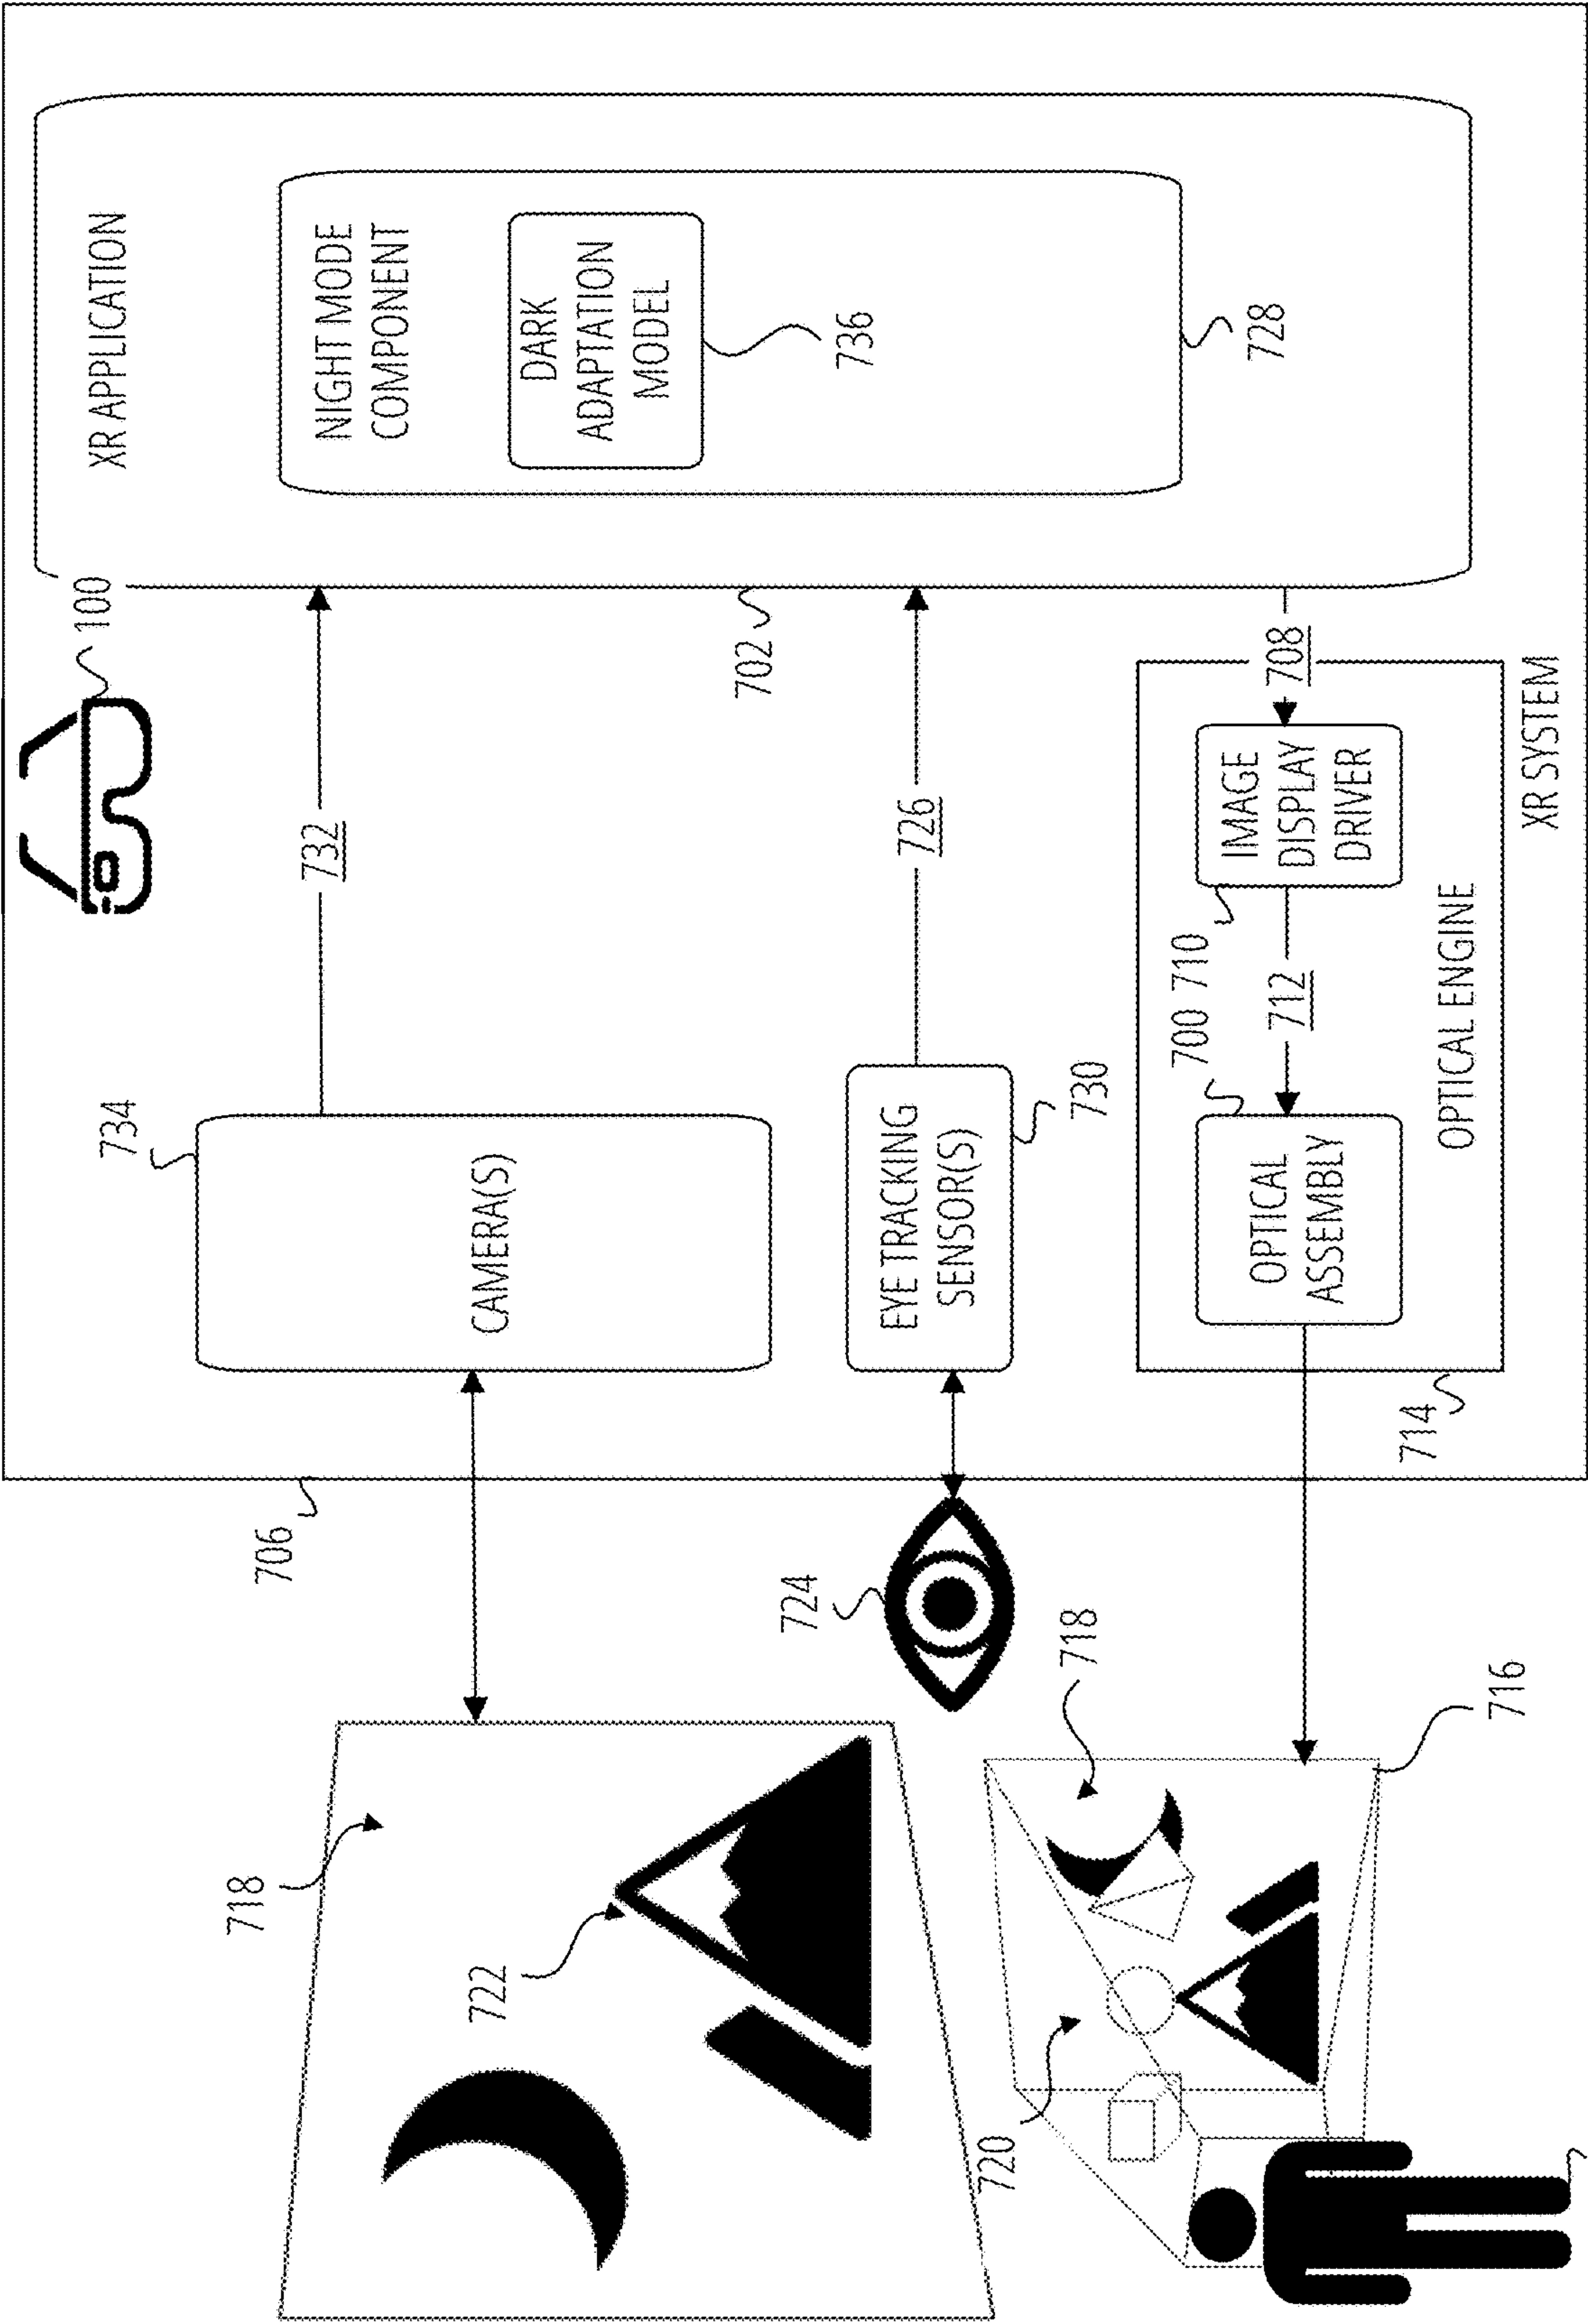 XR APPLICATION
100
NIGHT MODE
COMPONENT
DARK
ADAPTATION
MODEL
736
728
732
702
726
708
734
CAMERA(S)
EYE TRACKING
SENSOR(S)
730
IMAGE
DISPLAY
DRIVER
700 710
712
OPTICAL
ASSEMBLY
OPTICAL ENGINE
XR SYSTEM
714
706
724
718
722
718
716
720